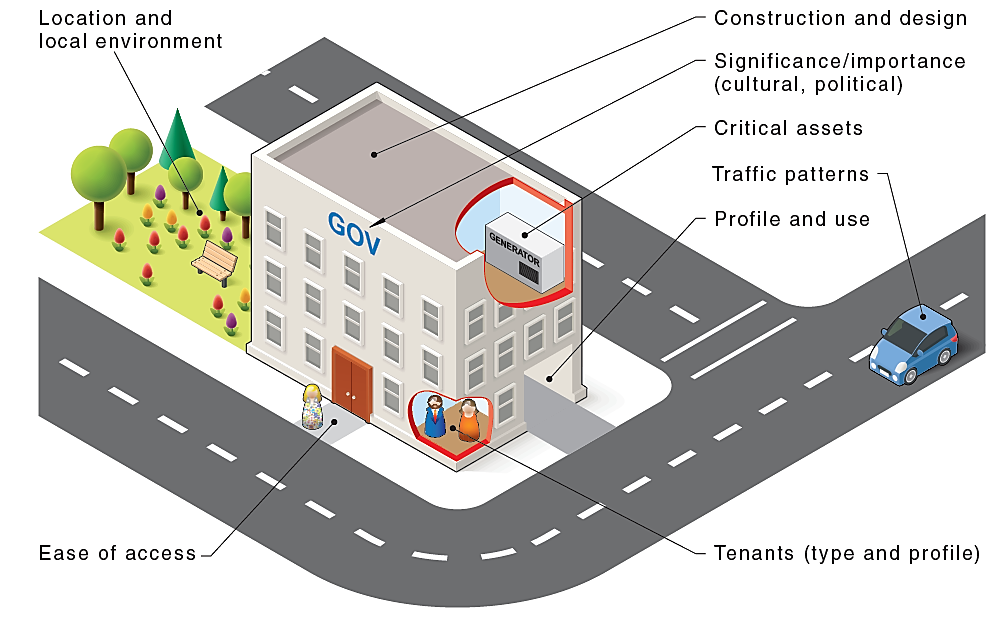 Location and
local environment
Construction and design
Significance/importance
(cultural, political)
Critical assets
Traffic patterns
Profile and use
GOV
GENERATOR
Ease of access
Tenants (type and profile)